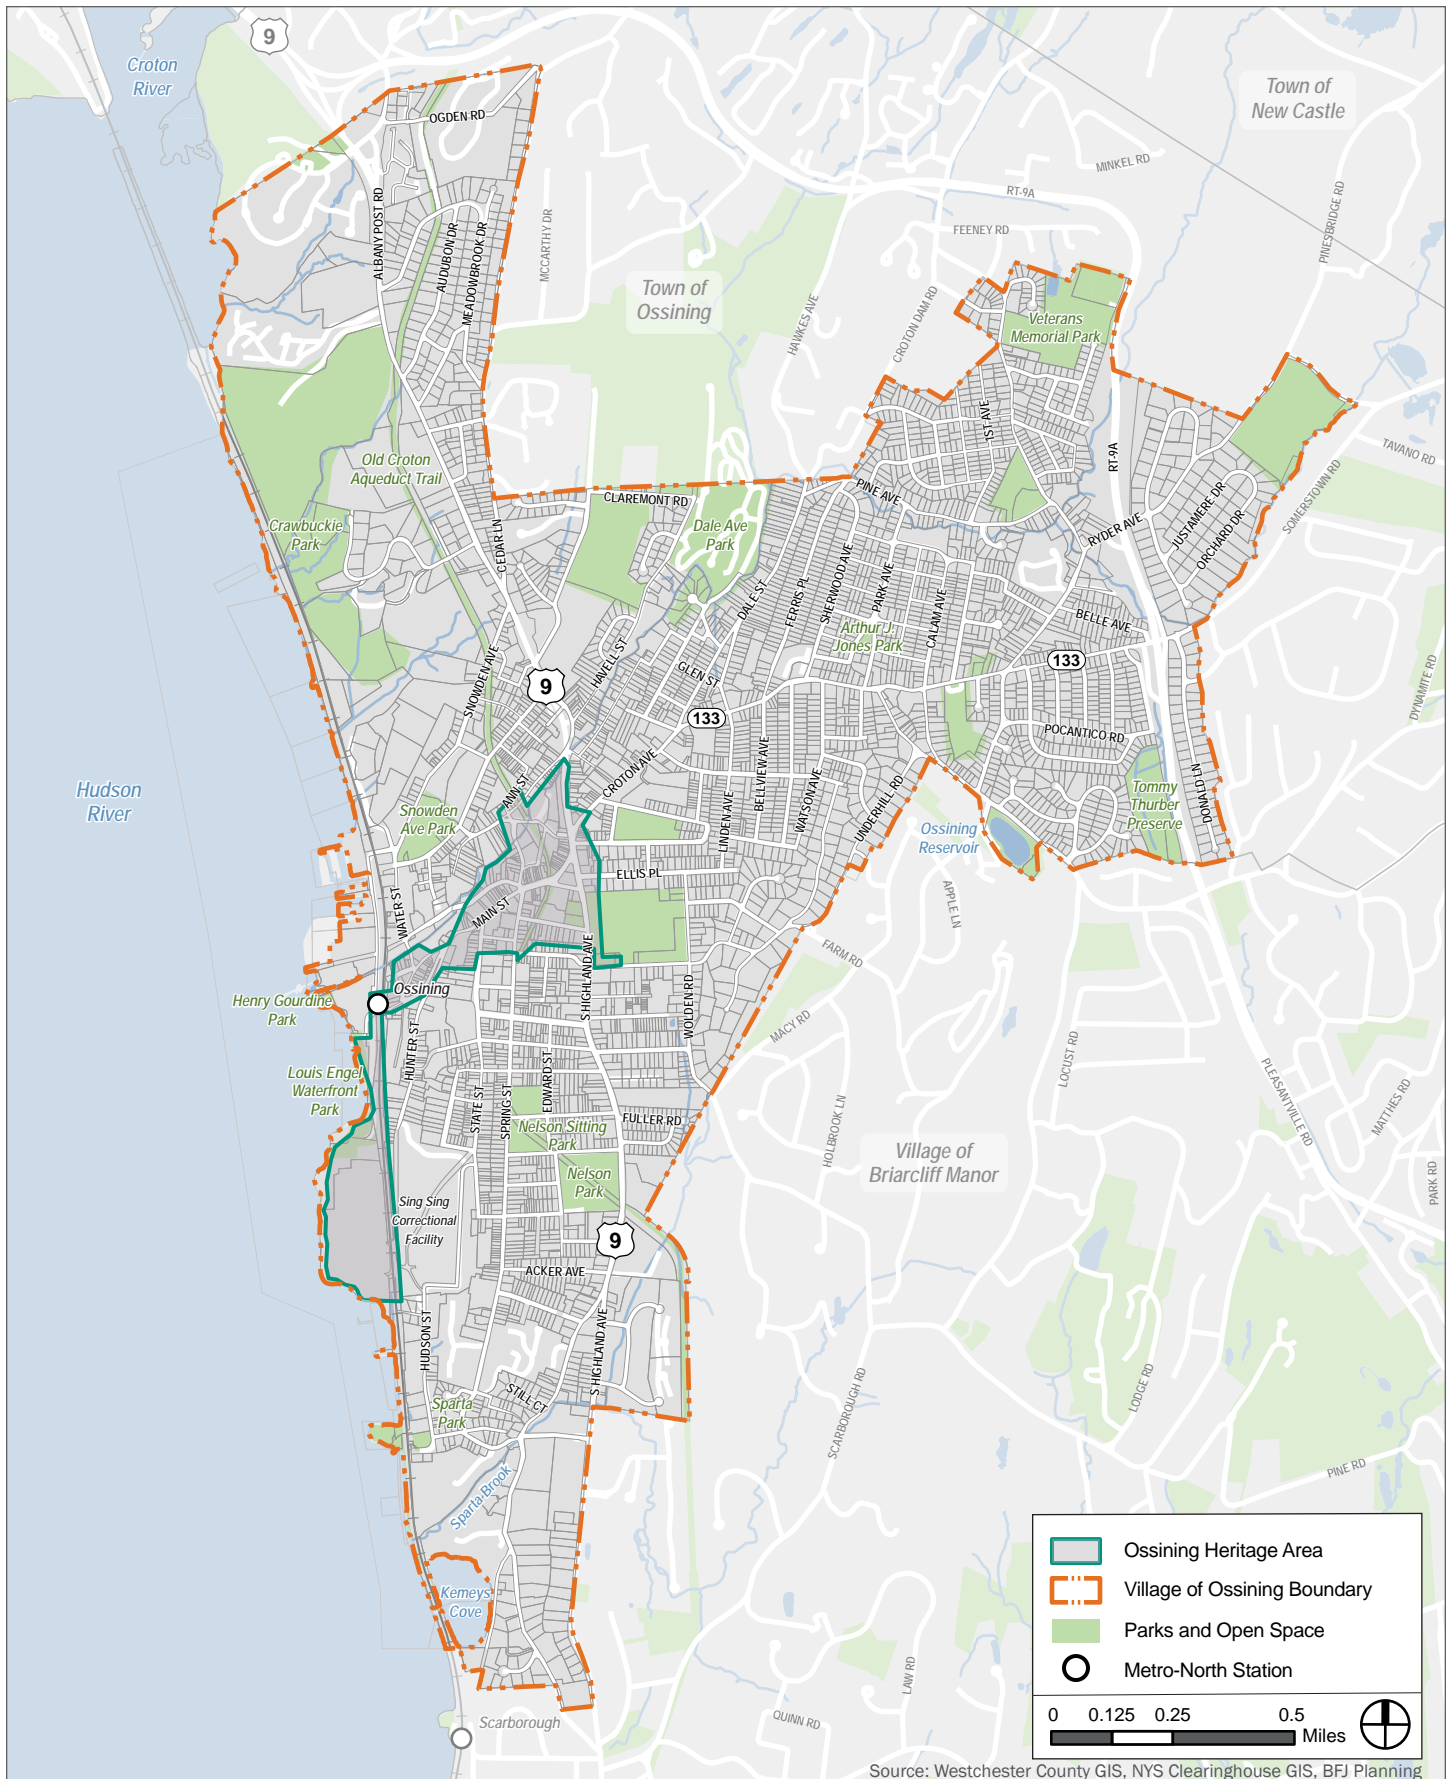 9
Croton
River
Town of
New Castle
OGDEN RD
MINKEL RD
RT-9A
PINESBRIDGE RD
ALBANY POST RD
AUDUBON DR
MEADOWBROOK DR
MCCARTHY DR
FEENEY RD
Town of
Ossining
HAWKES AVE
CROTON DAM RD
Veterans
Memorial Park
1ST AVE
RT-9A
TAVANO RD
Old Croton
Aqueduct Trail
SOMERSTOWN RD
PINE AVE
CLAREMONT RD
Dale Ave
Park
Crawbuckie
Park
CEDAR LN
RYDER AVE
JUSTAMERE DR
ORCHARD DR
DALE ST
FERRIS PL
SHERWOOD AVE
PARK AVE
CALAM AVE
Arthur J.
Jones Park
BELLE AVE
SNOWDEN AVE
HAVELL ST
GLEN ST
133
9
133
DYNAMITE RD
POCANTICO RD
Hudson
River
ANN ST
CROTON AVE
LINDEN AVE
BELLVIEW AVE
WATSON AVE
UNDERHILL RD
Tommy
Thurber
Preserve
DONALD LN
Snowden
Ave Park
Ossining
Reservoir
ELLIS PL
WATER ST
MAIN ST
APPLE LN
S HIGHLAND AVE
FARM RD
Ossining
Henry Gourdine
Park
WOLDEN RD
MACY RD
HUNTER ST
LOCUST RD
Louis Engel
Waterfront
Park
STATE ST
SPRING ST
EDWARD ST
FULLER RD
Nelson Sitting
Park
HOLBROOK LN
PLEASANTVILLE RD
MATTHES RD
Village of
Briarcliff Manor
Nelson
Park
PARK RD
Sing Sing
Correctional
Facility
9
ACKER AVE
HUDSON ST
S HIGHLAND AVE
STILL CT
Sparta
Park
SCARBOROUGH RD
LODGE RD
PINE RD
Sparta Brook
Kemeys
Cove
LAW RD
QUINN RD
Scarborough
Ossining Heritage Area
Village of Ossining Boundary
Parks and Open Space
Metro-North Station
0 0.125 0.25 0.5
Miles
Source: Westchester County GIS, NYS Clearinghouse GIS, BFJ Planning